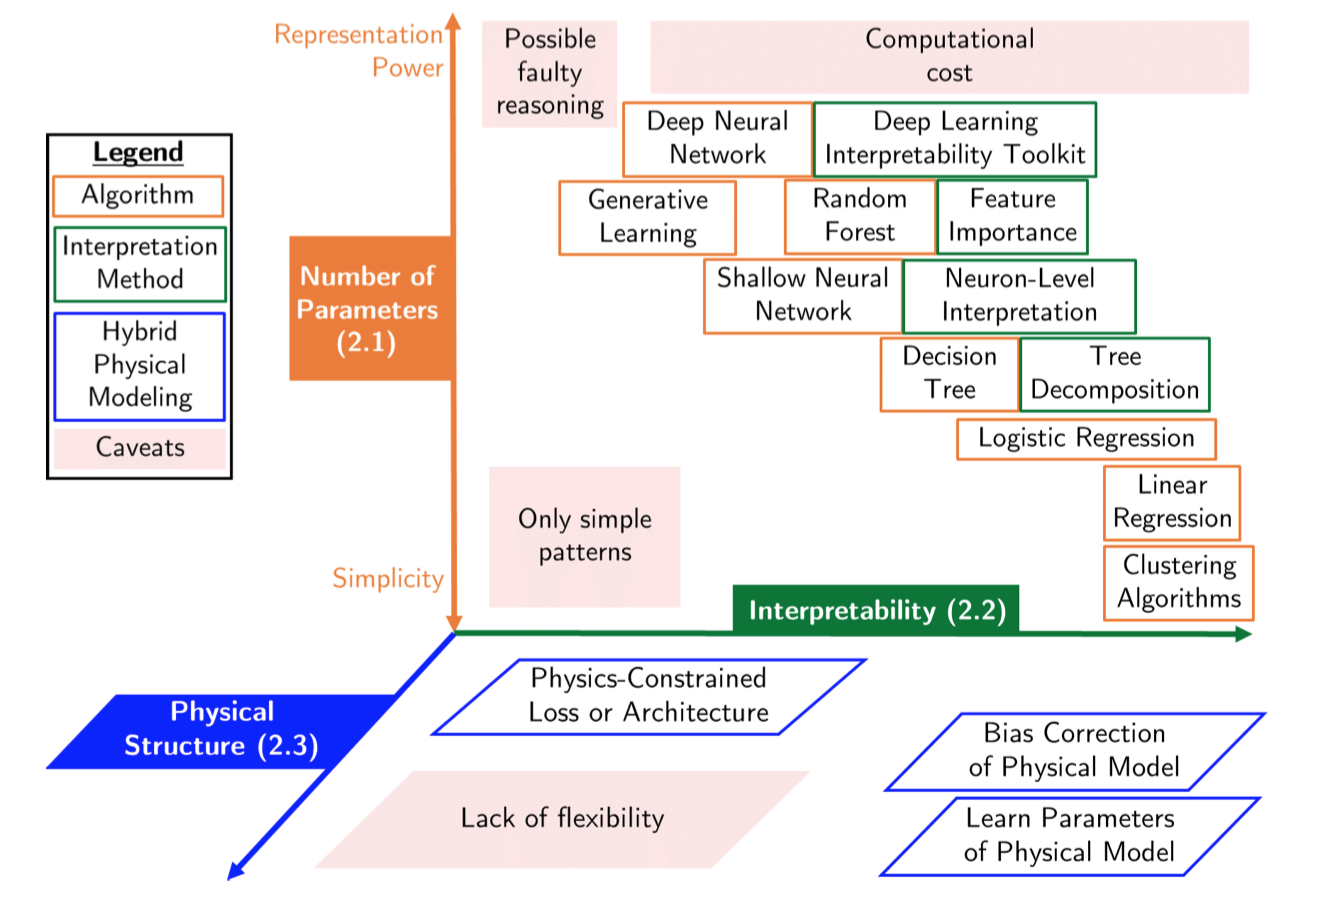 Representation
Power
Possible
faulty
reasoning
Computational
cost
Legend
Algorithm
Interpretation
Method
Hybrid
Physical
Modeling
Caveats
Number of
Parameters
(2.1)
Deep Neural
Network
Deep Learning
Interpretability Toolkit
Generative
Learning
Random
Forest
Feature
Importance
Shallow Neural
Network
Neuron-Level
Interpretation
Decision
Tree
Tree
Decomposition
Logistic Regression
Linear
Regression
Clustering
Algorithms
Only simple
patterns
Simplicity
Interpretability (2.2)
Physical
Structure (2.3)
Physics-Constrained
Loss or Architecture
Bias Correction
of Physical Model
Lack of flexibility
Learn Parameters
of Physical Model